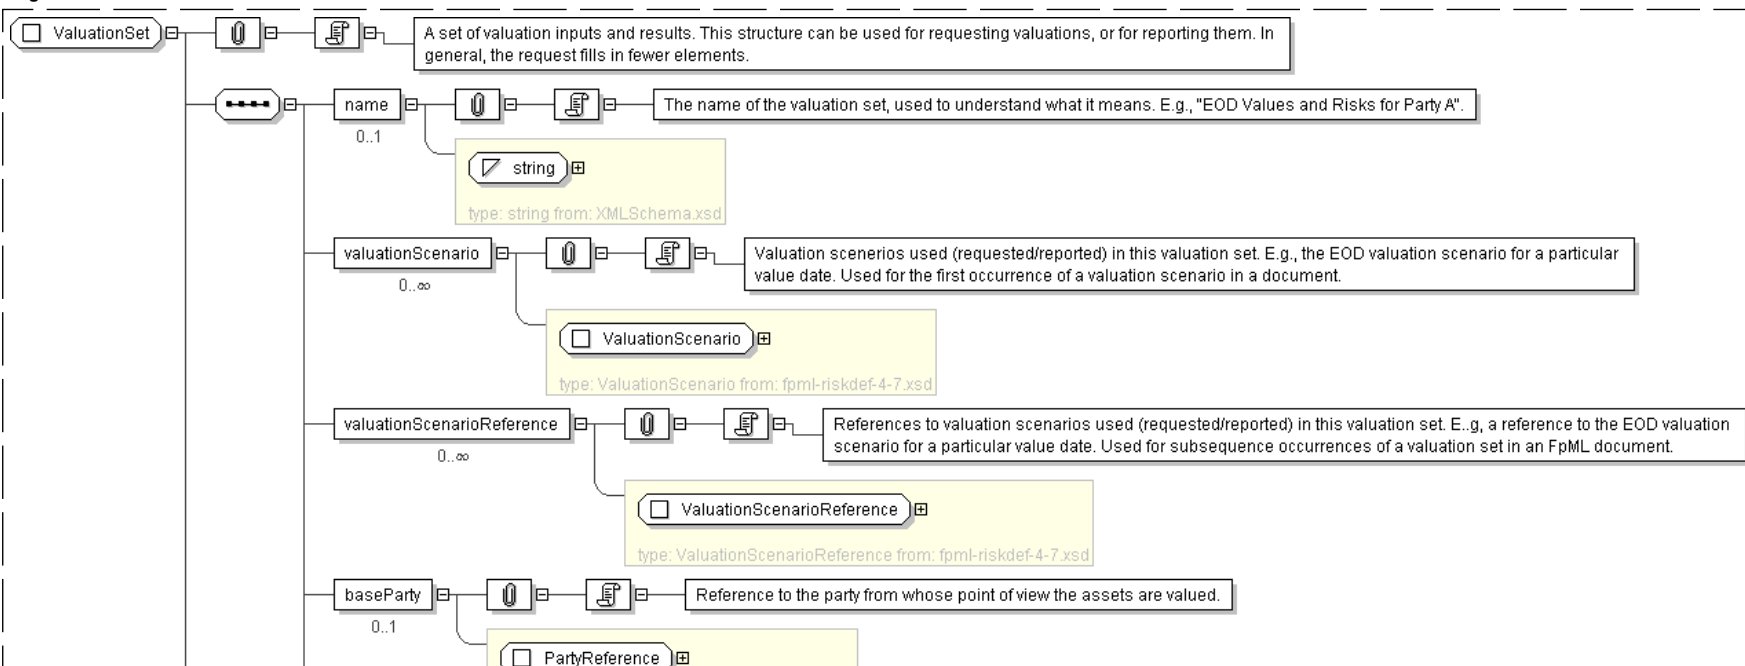 ValuationSet
A set of valuation inputs and results. This structure can be used for requesting valuations, or for reporting them. In
general, the request fills in fewer elements.
name
The name of the valuation set, used to understand what it means. E.g., "EOD Values and Risks for Party A".
0..1
string
type: string from: XMLSchema.xsd
valuationScenario
Valuation scenerios used (requested/reported) in this valuation set. E.g., the EOD valuation scenario for a particular
value date. Used for the first occurrence of a valuation scenario in a document.
0..∞
ValuationScenario
type: ValuationScenario from: fpml-riskdef-4-7.xsd
valuationScenarioReference
References to valuation scenarios used (requested/reported) in this valuation set. E..g, a reference to the EOD valuation
scenario for a particular value date. Used for subsequence occurrences of a valuation set in an FpML document.
0..∞
ValuationScenarioReference
type: ValuationScenarioReference from: fpml-riskdef-4-7.xsd
baseParty
Reference to the party from whose point of view the assets are valued.
0..1
PartyReference